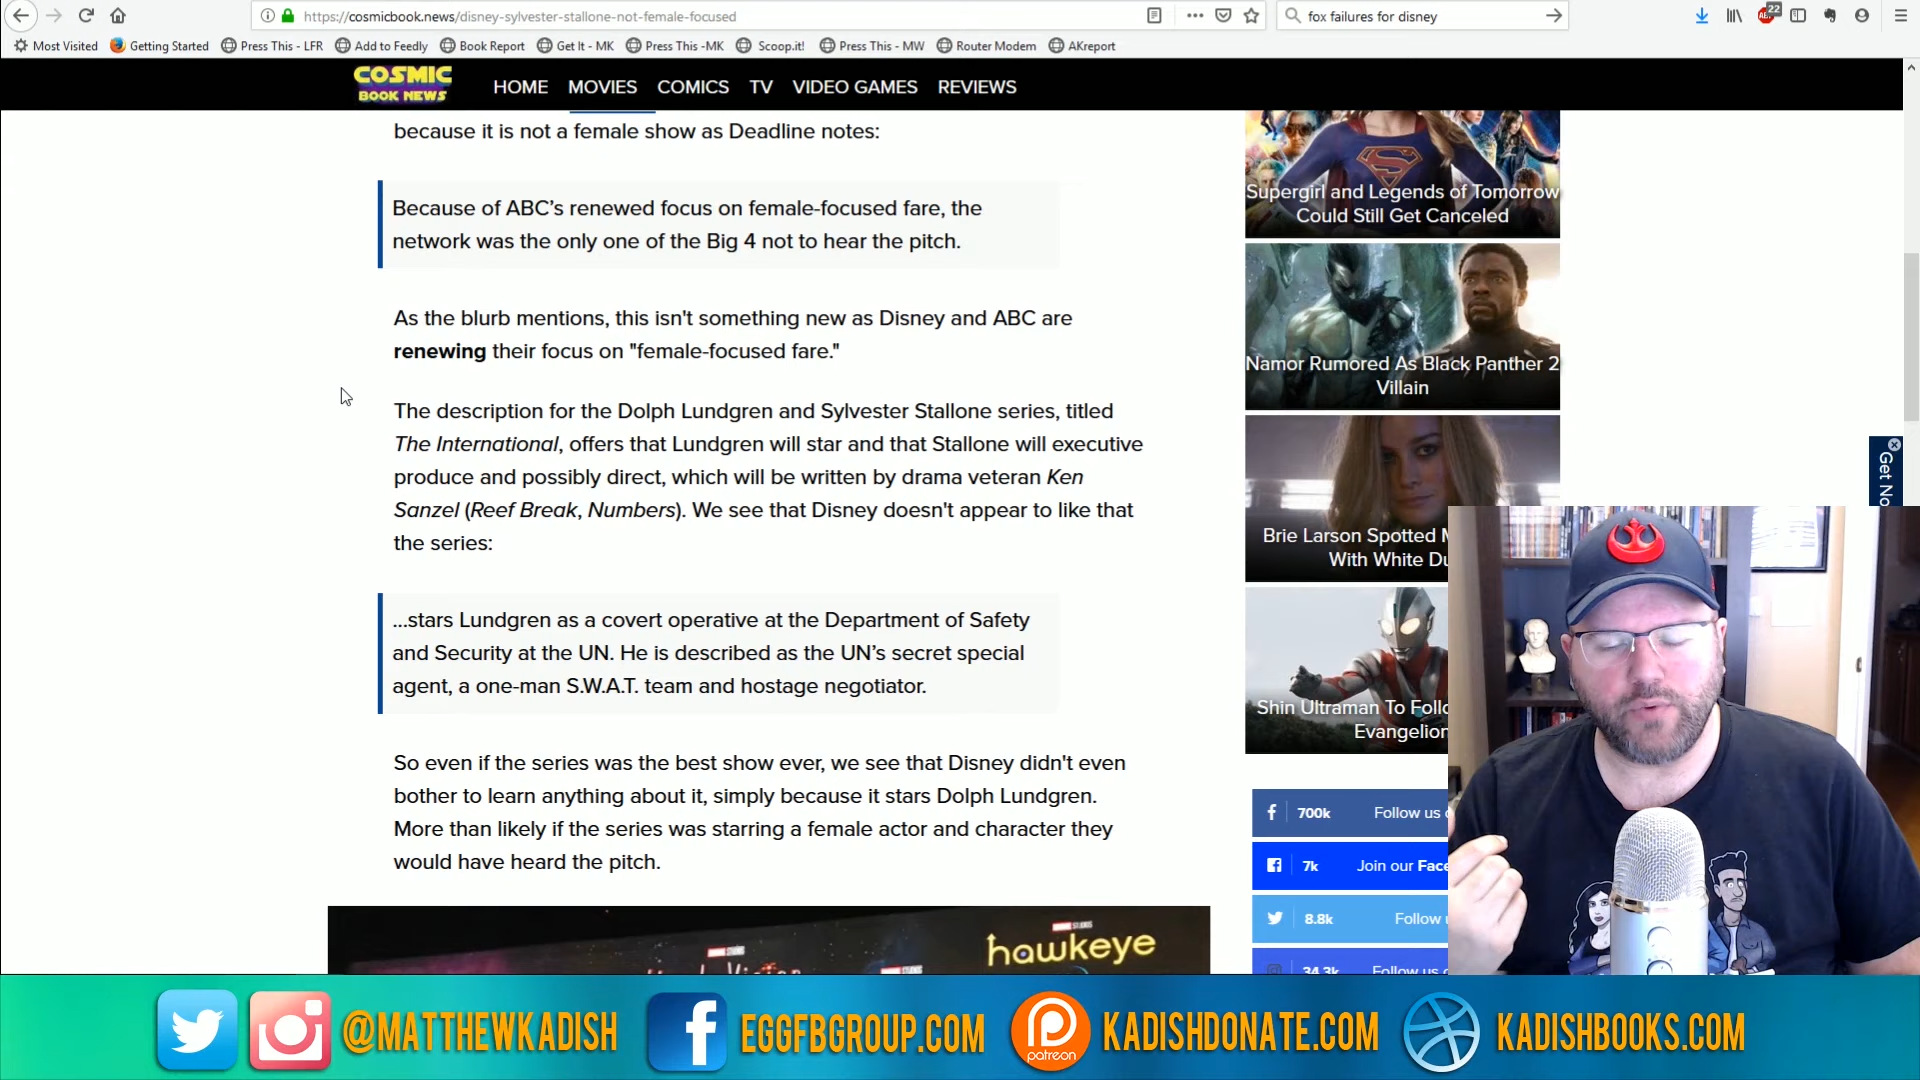 https://cosmicbook.news/disney-sylvester-stallone-not-female-focused
fox failures for disney
22
Most Visited
Getting Started
Press This - LFR
Add to Feedly
Book Report
Get It - MK
Press This -MK
Scoop.it!
Press This - MW
Router Modem
AKreport
COSMIC
BOOK NEWS
HOME
MOVIES
COMICS
TV
VIDEO GAMES
REVIEWS
because it is not a female show as Deadline notes:
Because of ABC’s renewed focus on female-focused fare, the
network was the only one of the Big 4 not to hear the pitch.
As the blurb mentions, this isn't something new as Disney and ABC are
renewing their focus on "female-focused fare."
The description for the Dolph Lundgren and Sylvester Stallone series, titled
The International, offers that Lundgren will star and that Stallone will executive
produce and possibly direct, which will be written by drama veteran Ken
Sanzel (Reef Break, Numbers). We see that Disney doesn't appear to like that
the series:
...stars Lundgren as a covert operative at the Department of Safety
and Security at the UN. He is described as the UN’s secret special
agent, a one-man S.W.A.T. team and hostage negotiator.
So even if the series was the best show ever, we see that Disney didn't even
bother to learn anything about it, simply because it stars Dolph Lundgren.
More than likely if the series was starring a female actor and character they
would have heard the pitch.
hawkeye
Supergirl and Legends of Tomorrow
Could Still Get Canceled
Namor Rumored As Black Panther 2
Villain
Brie Larson Spotted
With White
Shin Ultraman To
Evangelion
700k
Follow us
7k
Join our
8.8k
Follow
34.3k
Follow us
Get
@MATTHEWKADISH
EGGFBGROUP.COM
patreon
KADISHDONATE.COM
KADISHBOOKS.COM